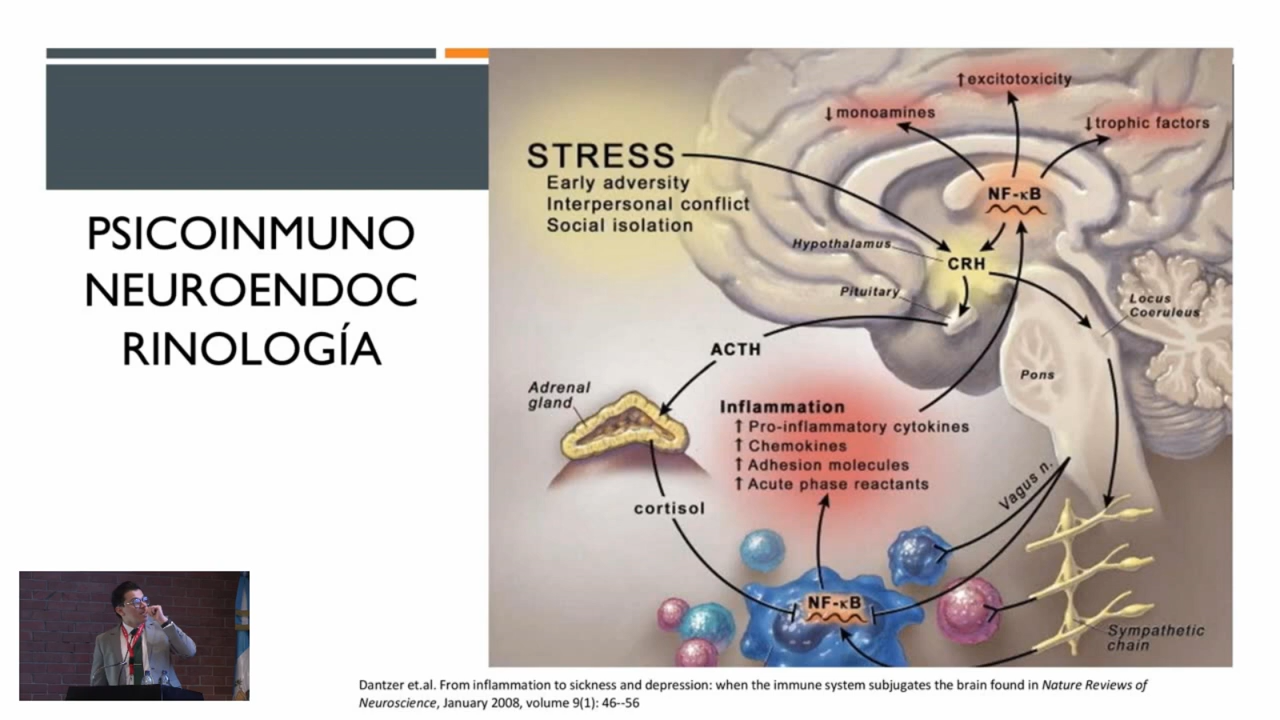 PSICOINMUNO
NEUROENDOC
RINOLOGÍA
STRESS
Early adversity
Interpersonal conflict
Social isolation
↓monoamines
↑excitotoxicity
↓trophic factors
NF-κB
Hypothalamus
CRH
Pituitary
Locus
Coeruleus
ACTH
Pons
Adrenal
gland
Inflammation
↑ Pro-inflammatory cytokines
↑ Chemokines
↑ Adhesion molecules
↑ Acute phase reactants
Vagus n.
cortisol
NF-κB
Sympathetic
chain
Dantzer et.al. From inflammation to sickness and depression: when the immune system subjugates the brain found in Nature Reviews of
Neuroscience, January 2008, volume 9(1): 46--56